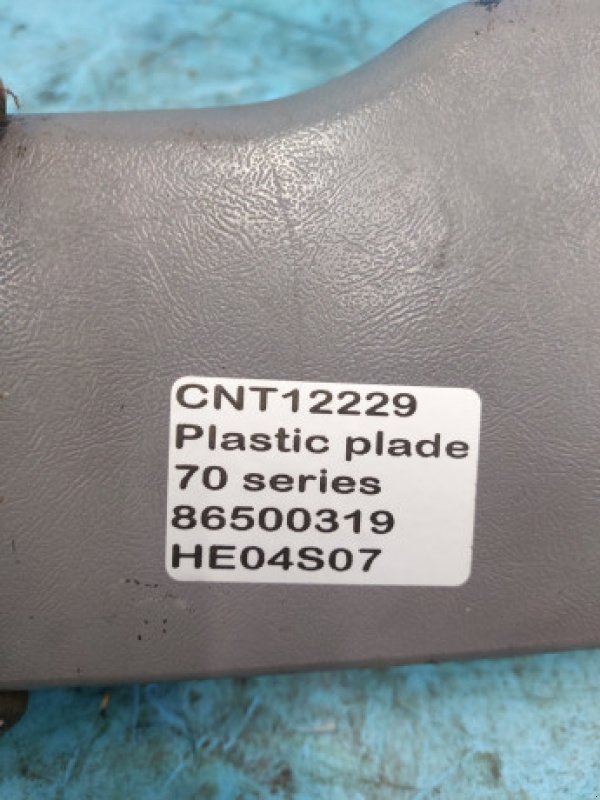 CNT12229
Plastic plade
70 series
86500319
HE04S07